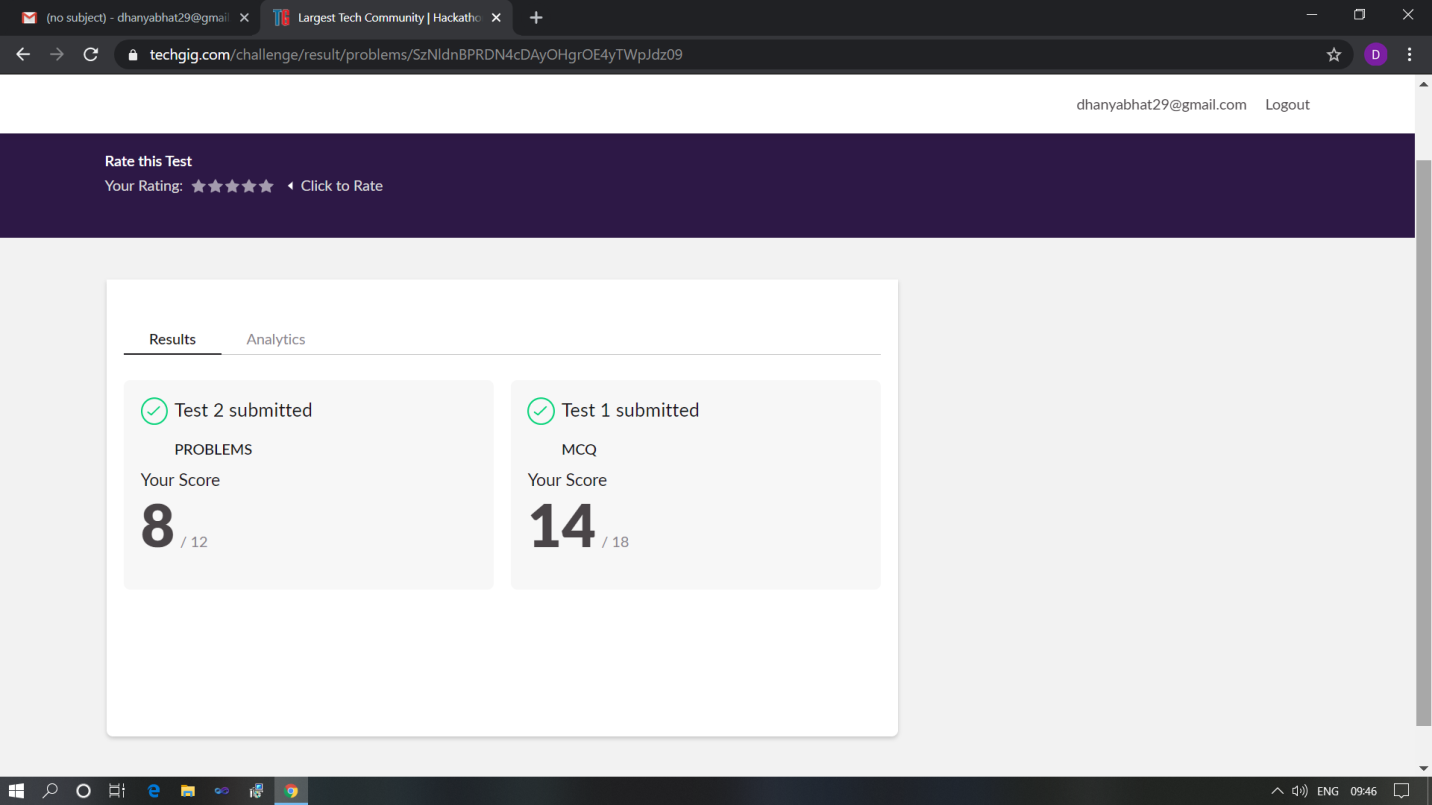 (no subject) - dhanyabhat29@gmail
Largest Tech Community | Hackatho
techgig.com/challenge/result/problems/SzNldnBPRDN4cDAyOHgrOE4yTWpJdz09
D
dhanyabhat29@gmail.com Logout
Rate this Test
Your Rating: Click to Rate
Results Analytics
Test 2 submitted
PROBLEMS
Your Score
8 / 12
Test 1 submitted
MCQ
Your Score
14 / 18
ENG 09:46